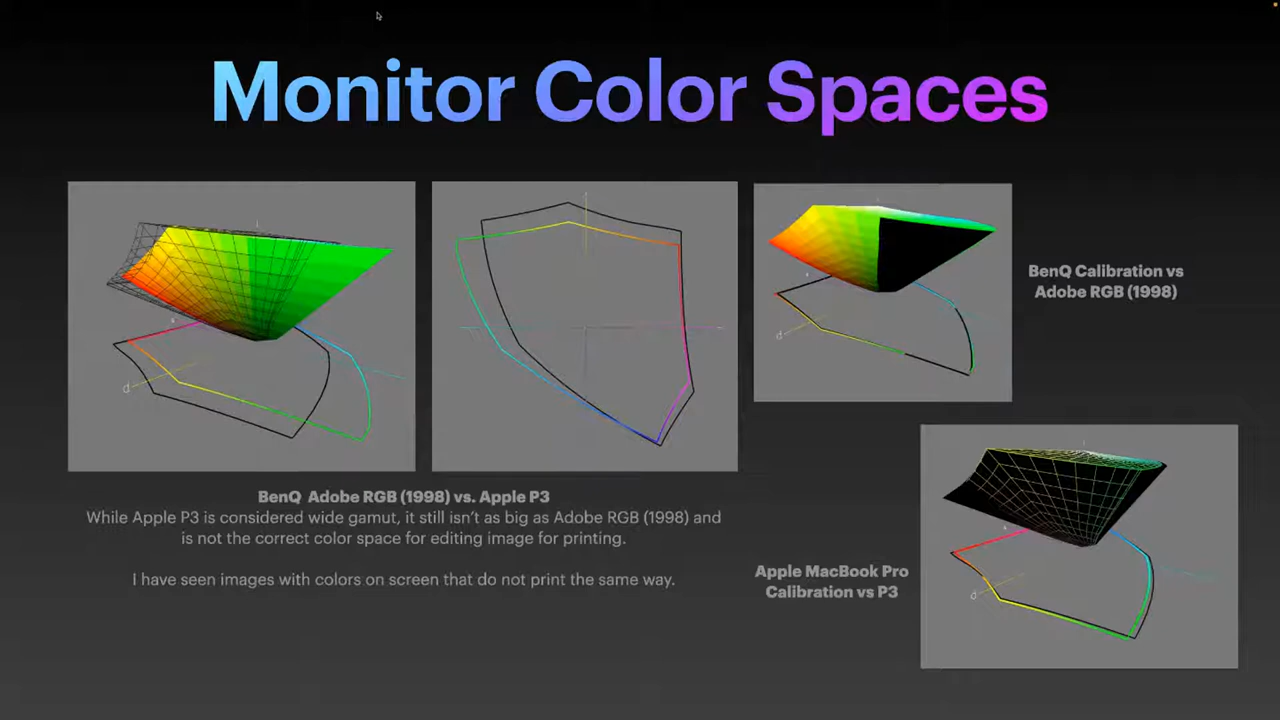 Monitor Color Spaces
BenQ Adobe RGB (1998) vs. Apple P3
While Apple P3 is considered wide gamut, it still isn't as big as Adobe RGB (1998) and
is not the correct color space for editing image for printing.
I have seen images with colors on screen that do not print the same way.
BenQ Calibration vs
Adobe RGB (1998)
Apple MacBook Pro
Calibration vs P3
d
d
d